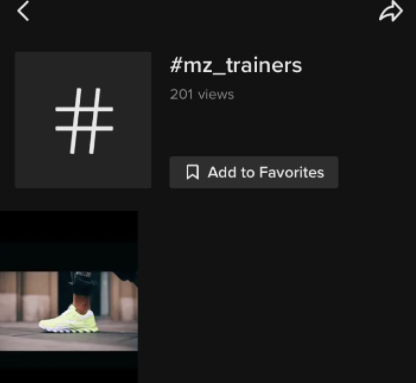 #mz_trainers
201 views
Add to Favorites